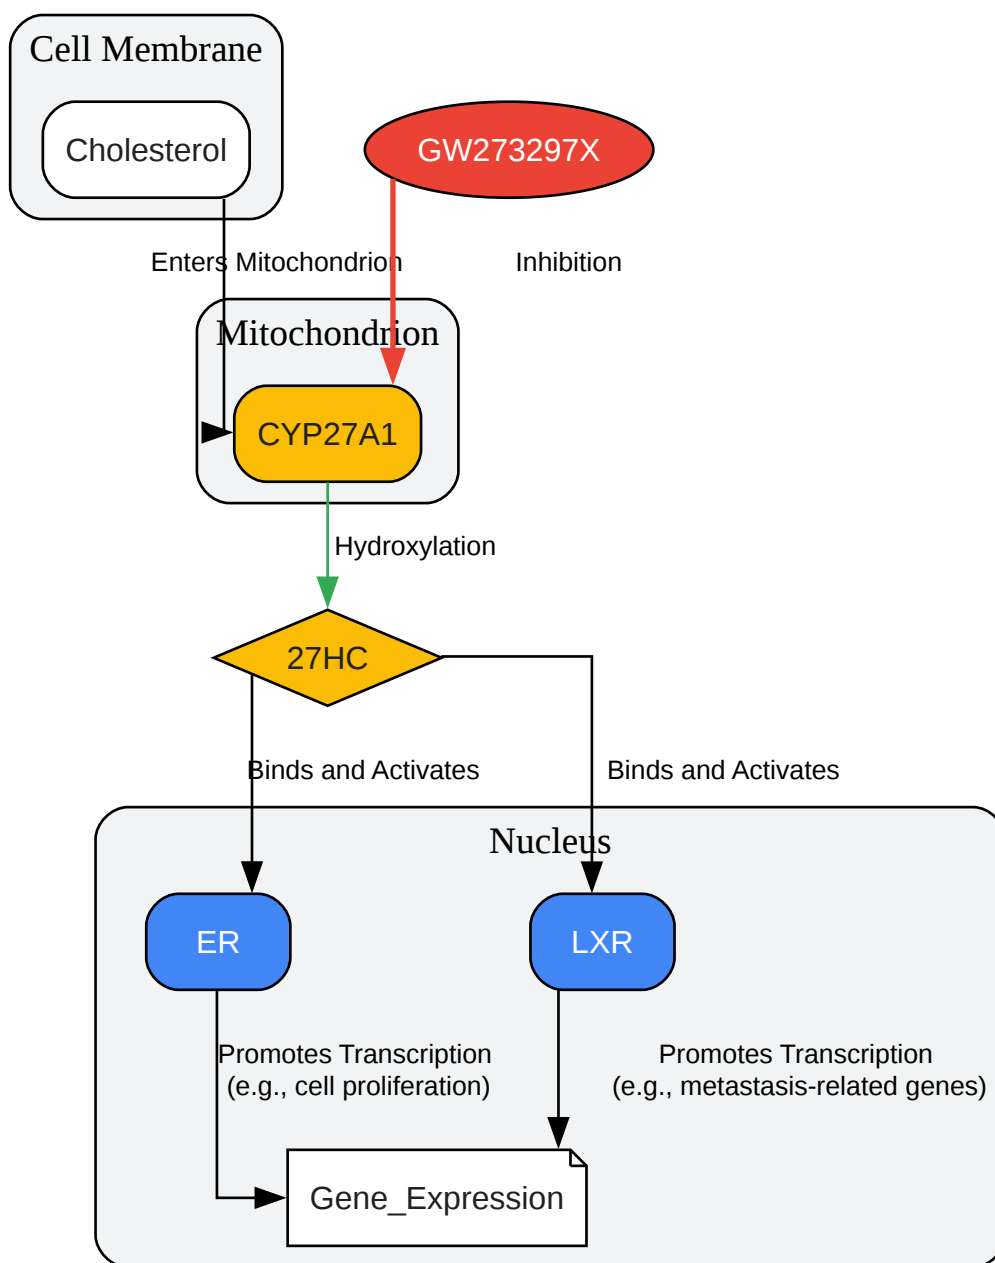 Cell Membrane
Cholesterol
GW273297X
Enters Mitochondrion
Inhibition
Mitochondrion
CYP27A1
Hydroxylation
27HC
Binds and Activates
Binds and Activates
Nucleus
ER
LXR
Promotes Transcription
(e.g., cell proliferation)
Promotes Transcription
(e.g., metastasis-related genes)
Gene_Expression